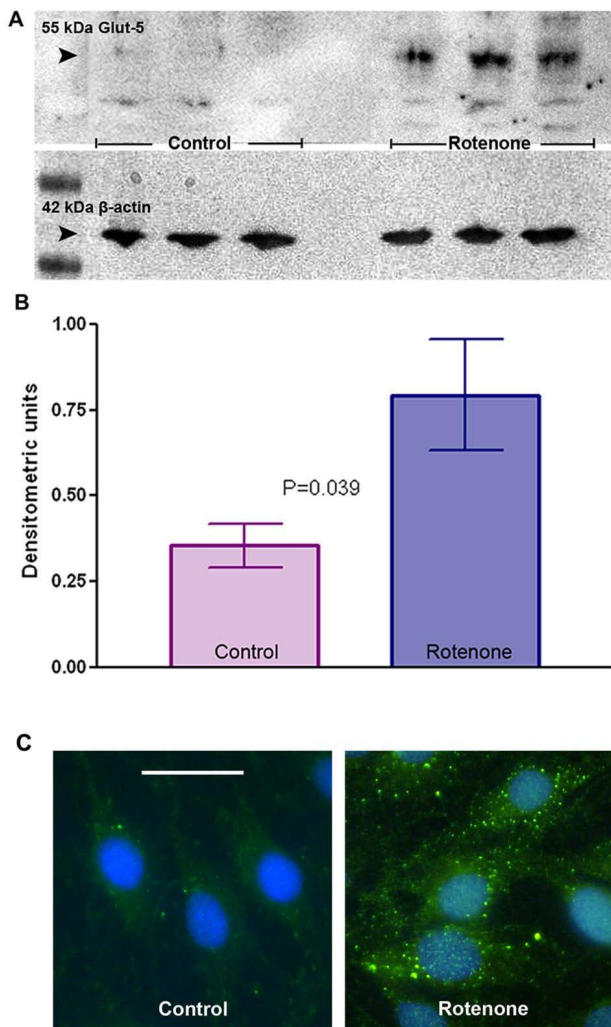 A
55 kDa Glut-5
Control
Rotenone
42 kDa β-actin
B
Densitometric units
1.00
0.75
0.50
0.25
0.00
P=0.039
Control
Rotenone
C
Control
Rotenone